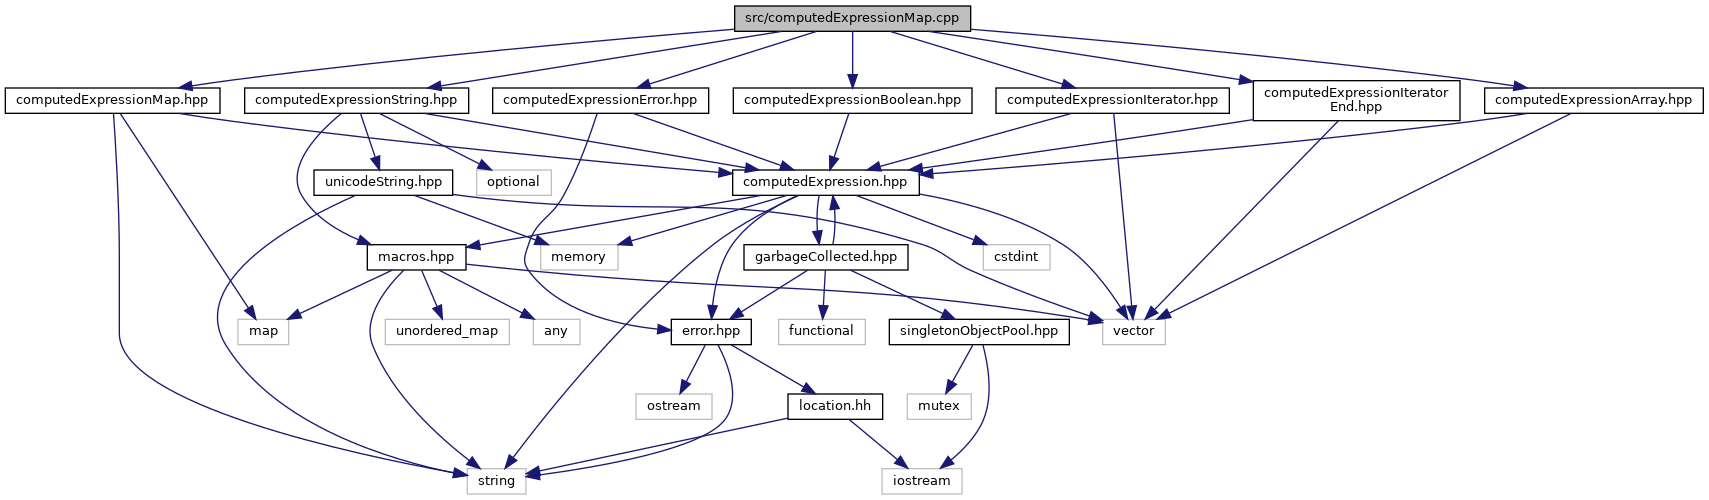 src/computedExpressionMap.cpp
computedExpressionMap.hpp
computedExpressionString.hpp
computedExpressionError.hpp
computedExpressionBoolean.hpp
computedExpressionIterator.hpp
computedExpressionIterator
End.hpp
computedExpressionArray.hpp
unicodeString.hpp
optional
computedExpression.hpp
macros.hpp
memory
garbageCollected.hpp
cstdint
map
unordered_map
any
error.hpp
functional
singletonObjectPool.hpp
vector
ostream
location.hh
mutex
string
iostream